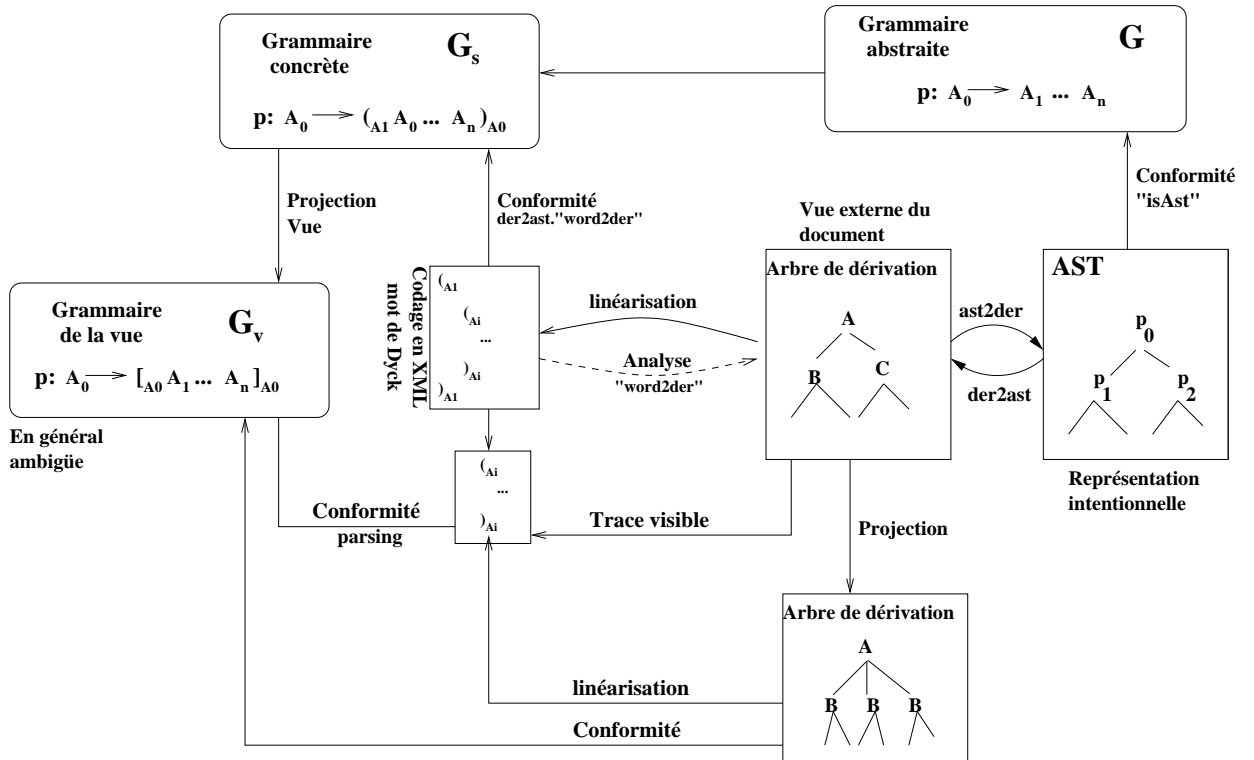 Grammaire
concrète
G_s
p: A_0 ⟶ (_A1 A_0 ... A_n )_A0
Grammaire
abstraite
G
p: A_0 ⟶ A_1 ... A_n
Projection
Vue
Conformité
der2ast."word2der"
Conformité
"isAst"
Vue externe du
document
Grammaire
de la vue
G_v
p: A_0 ⟶ [_A0 A_1 ... A_n ]_A0
En général
ambigüe
Codage en XML
mot de Dyck
(_A1
(_Ai
...
)_Ai
)_A1
linéarisation
Analyse
"word2der"
Arbre de dérivation
A
B
C
ast2der
der2ast
AST
p_0
p_1
p_2
Représentation
intentionnelle
Conformité
parsing
(_Ai
...
)_Ai
Trace visible
Projection
Arbre de dérivation
A
B B B
linéarisation
Conformité